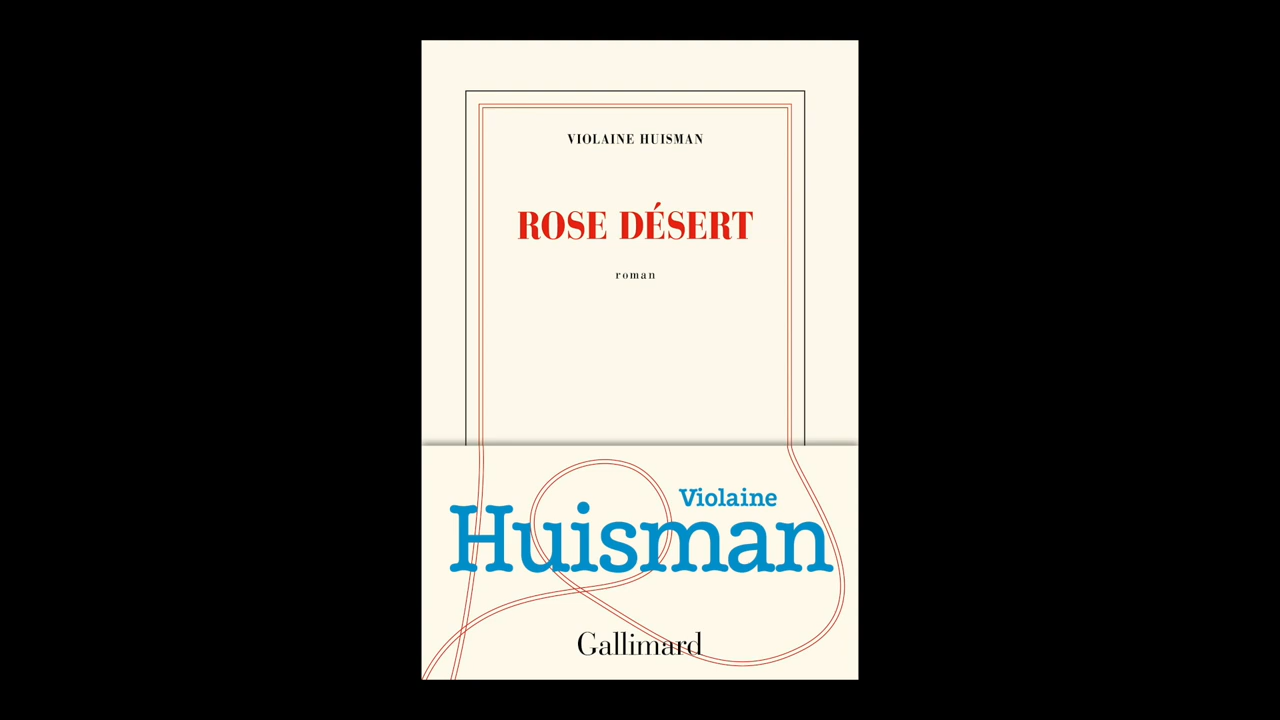 VIOLAINE HUISMAN
ROSE DÉSERT
roman
Violaine
Huisman
Gallimard